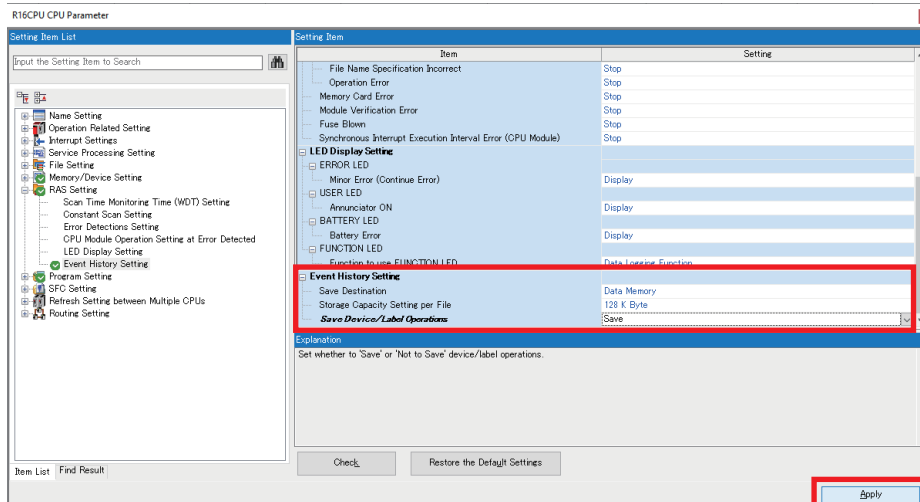 R16CPU CPU Parameter
Setting Item List
Input the Setting Item to Search
Name Setting
Operation Related Setting
Interrupt Settings
Service Processing Setting
File Setting
Memory/Device Setting
RAS Setting
Scan Time Monitoring Time (WDT) Setting
Constant Scan Setting
Error Detections Setting
CPU Module Operation Setting at Error Detected
LED Display Setting
Event History Setting
Program Setting
SFC Setting
Refresh Setting between Multiple CPUs
Routing Setting
Item List Find Result
Setting Item
Item Setting
File Name Specification Incorrect Stop
Operation Error Stop
Memory Card Error Stop
Module Verification Error Stop
Fuse Blown Stop
Synchronous Interrupt Execution Interval Error (CPU Module) Stop
LED Display Setting
ERROR LED
Minor Error (Continue Error) Display
USER LED
Annunciator ON Display
BATTERY LED
Battery Error Display
FUNCTION LED
Function to use FUNCTION LED Data Logging Function
Event History Setting
Save Destination Data Memory
Storage Capacity Setting per File 128 K Byte
Save Device/Label Operations Save
Explanation
Set whether to 'Save' or 'Not to Save' device/label operations.
Check Restore the Default Settings
Apply